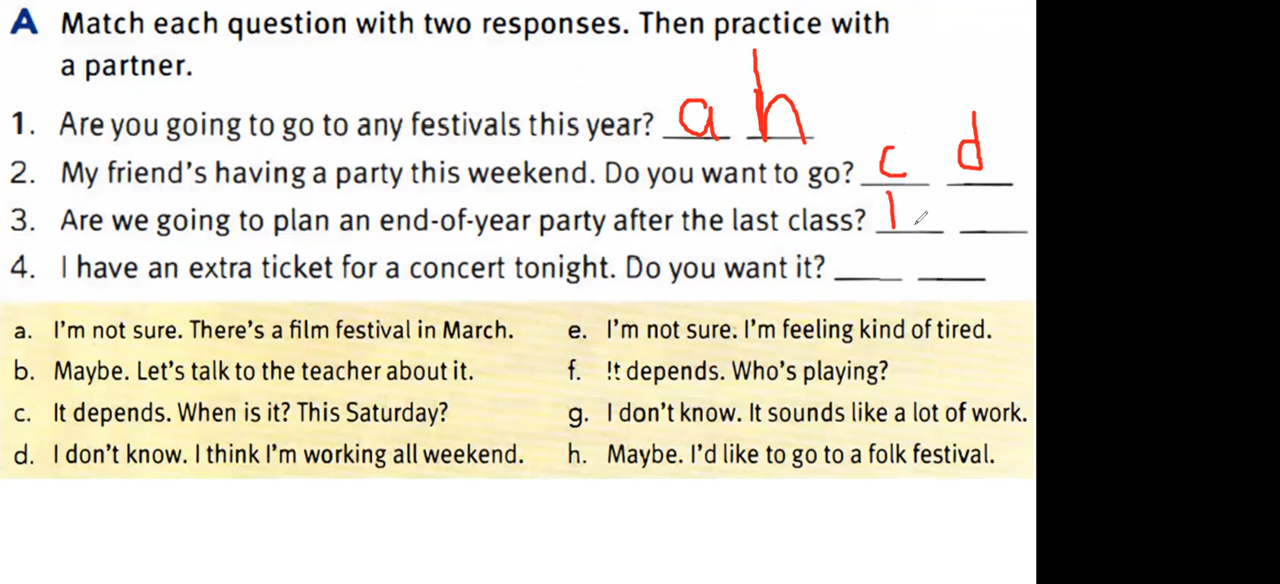 A Match each question with two responses. Then practice with
a partner.
1. Are you going to go to any festivals this year? a h
2. My friend's having a party this weekend. Do you want to go? c d
3. Are we going to plan an end-of-year party after the last class? l
4. I have an extra ticket for a concert tonight. Do you want it?
a. I'm not sure. There's a film festival in March.
b. Maybe. Let's talk to the teacher about it.
c. It depends. When is it? This Saturday?
d. I don't know. I think I'm working all weekend.
e. I'm not sure. I'm feeling kind of tired.
f. It depends. Who's playing?
g. I don't know. It sounds like a lot of work.
h. Maybe. I'd like to go to a folk festival.